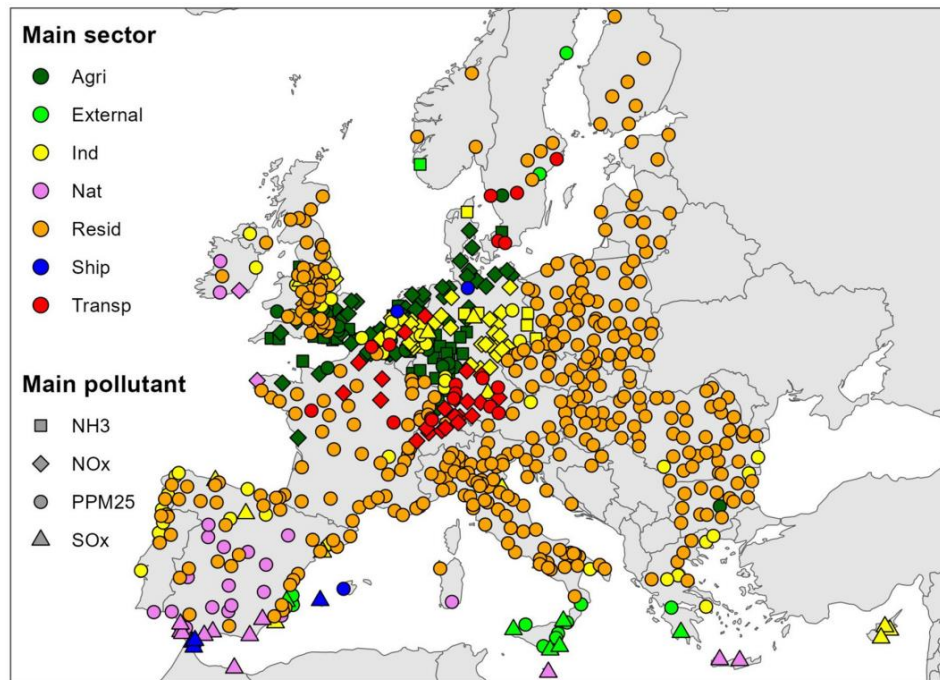 Main sector
Agri
External
Ind
Nat
Resid
Ship
Transp
Main pollutant
NH3
NOx
PPM25
SOx